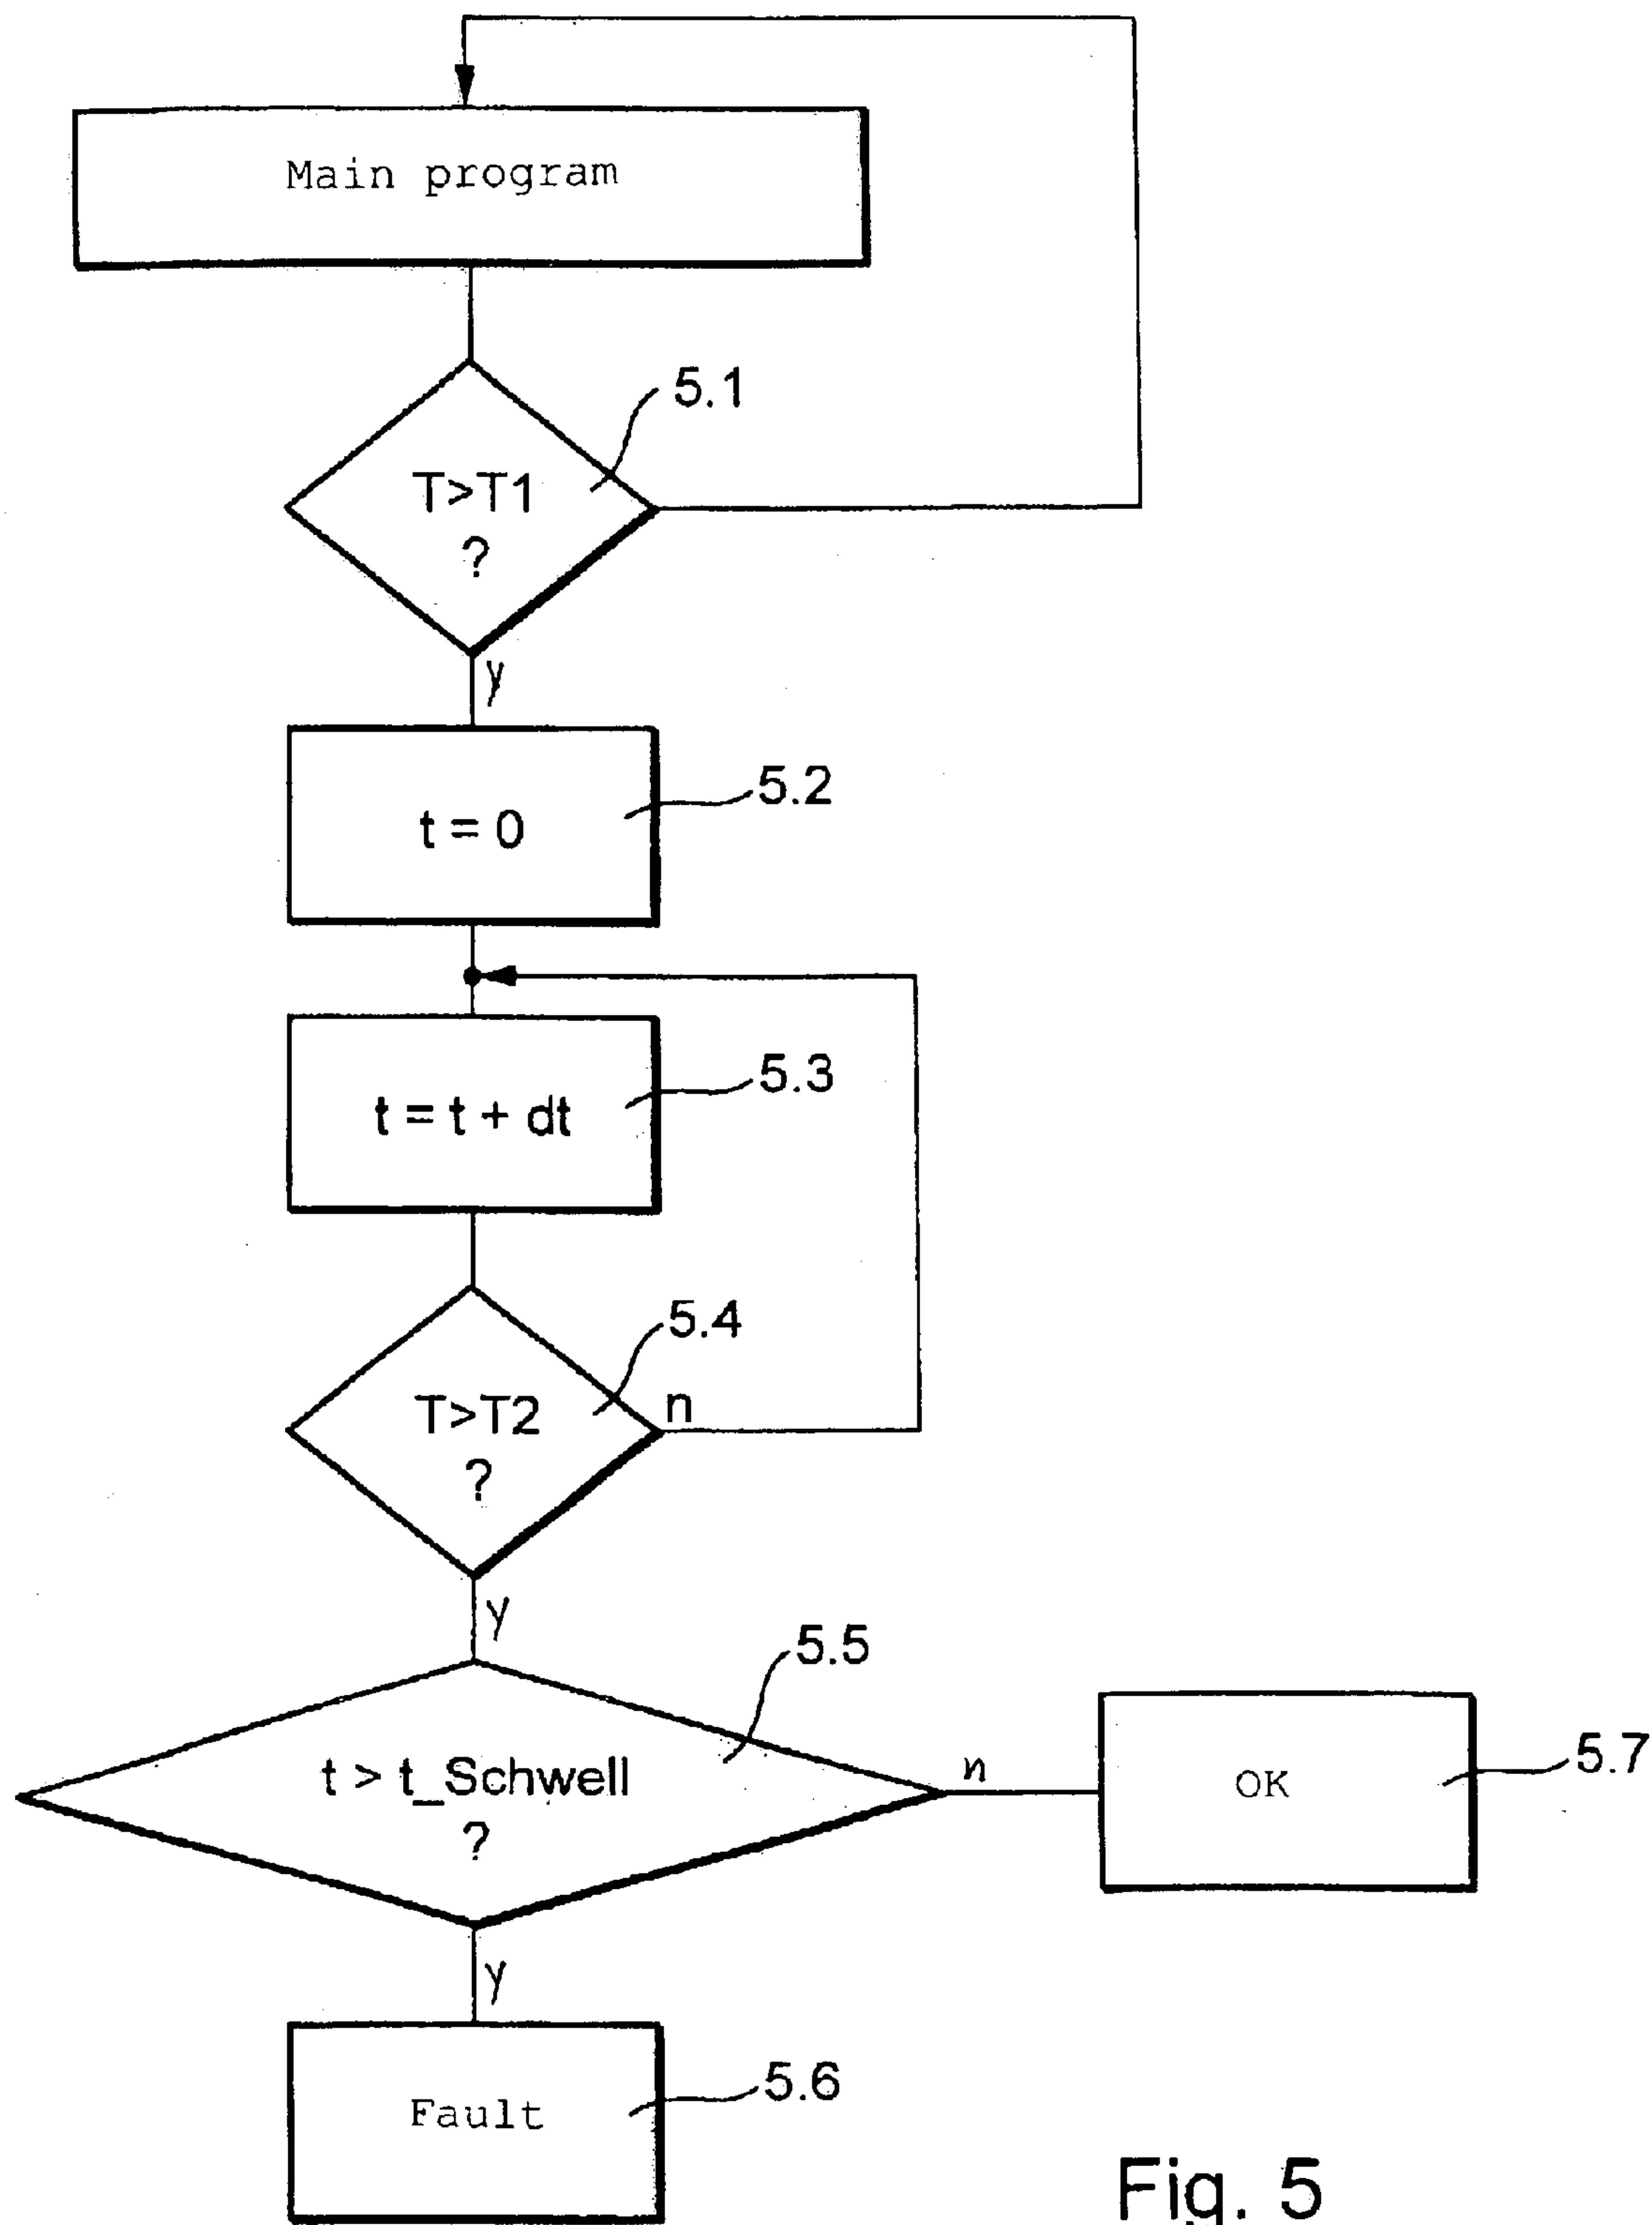 Main program
5.1
T>T1
?
y
5.2
t = 0
5.3
t = t + dt
5.4
T>T2
?
n
y
5.5
t > t_Schwell
?
n
OK
5.7
y
5.6
Fault
Fig. 5